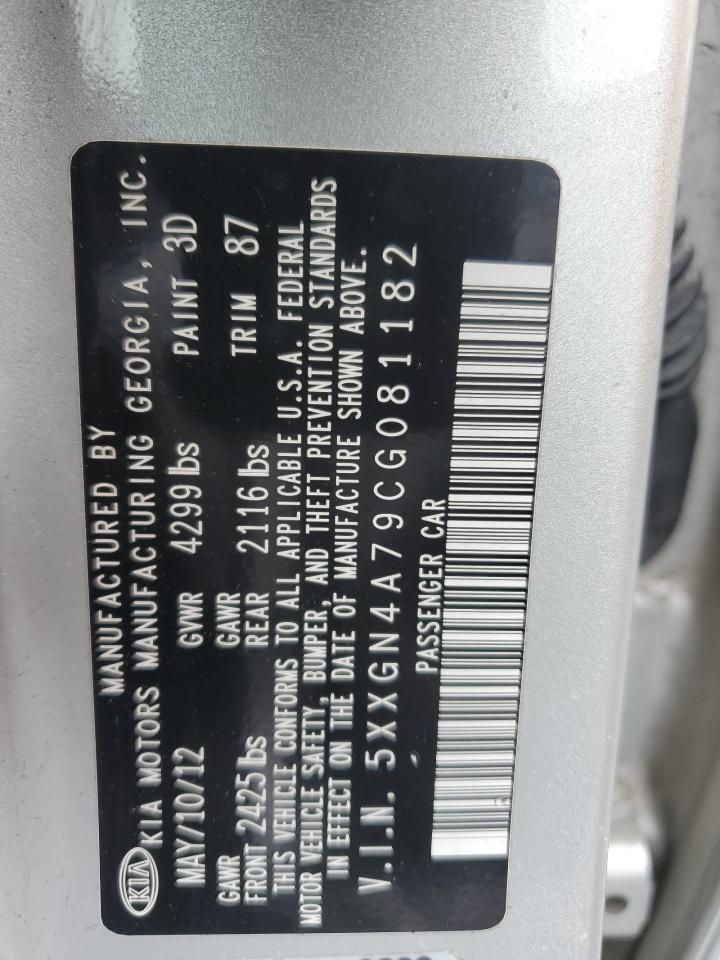 MANUFACTURED BY
KIA KIA MOTORS MANUFACTURING GEORGIA, INC.
MAY/10/12 GVWR 4299 lbs PAINT 3D
GAWR GAWR
FRONT 2425 lbs REAR 2116 lbs TRIM 87
THIS VEHICLE CONFORMS TO ALL APPLICABLE U.S.A. FEDERAL
MOTOR VEHICLE SAFETY, BUMPER, AND THEFT PREVENTION STANDARDS
IN EFFECT ON THE DATE OF MANUFACTURE SHOWN ABOVE.
V.I.N. 5XXGN4A79CG081182
PASSENGER CAR